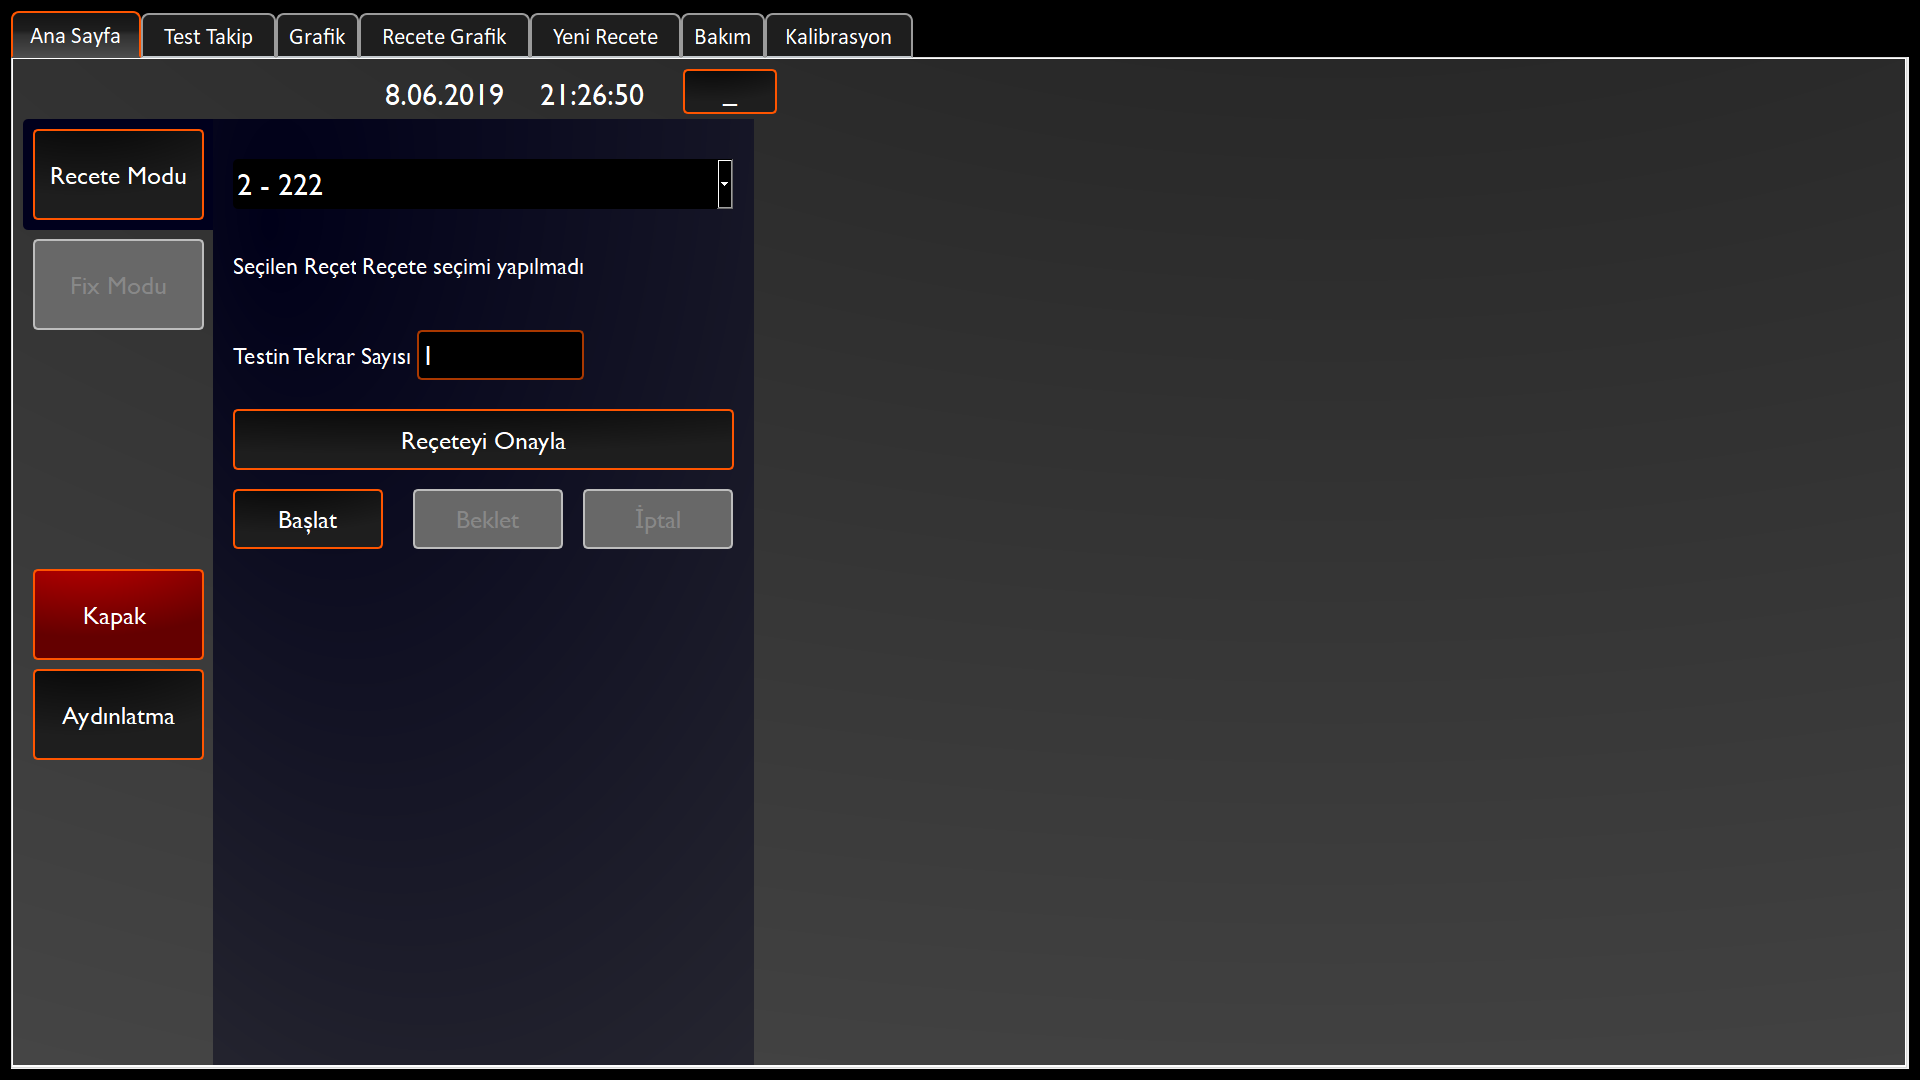 Ana Sayfa Test Takip Grafik Recete Grafik Yeni Recete Bakım Kalibrasyon
8.06.2019 21:26:50 _
Recete Modu
2 - 222
Fix Modu
Seçilen Reçet Reçete seçimi yapılmadı
Testin Tekrar Sayısı 1
Reçeteyi Onayla
Başlat Beklet İptal
Kapak
Aydınlatma